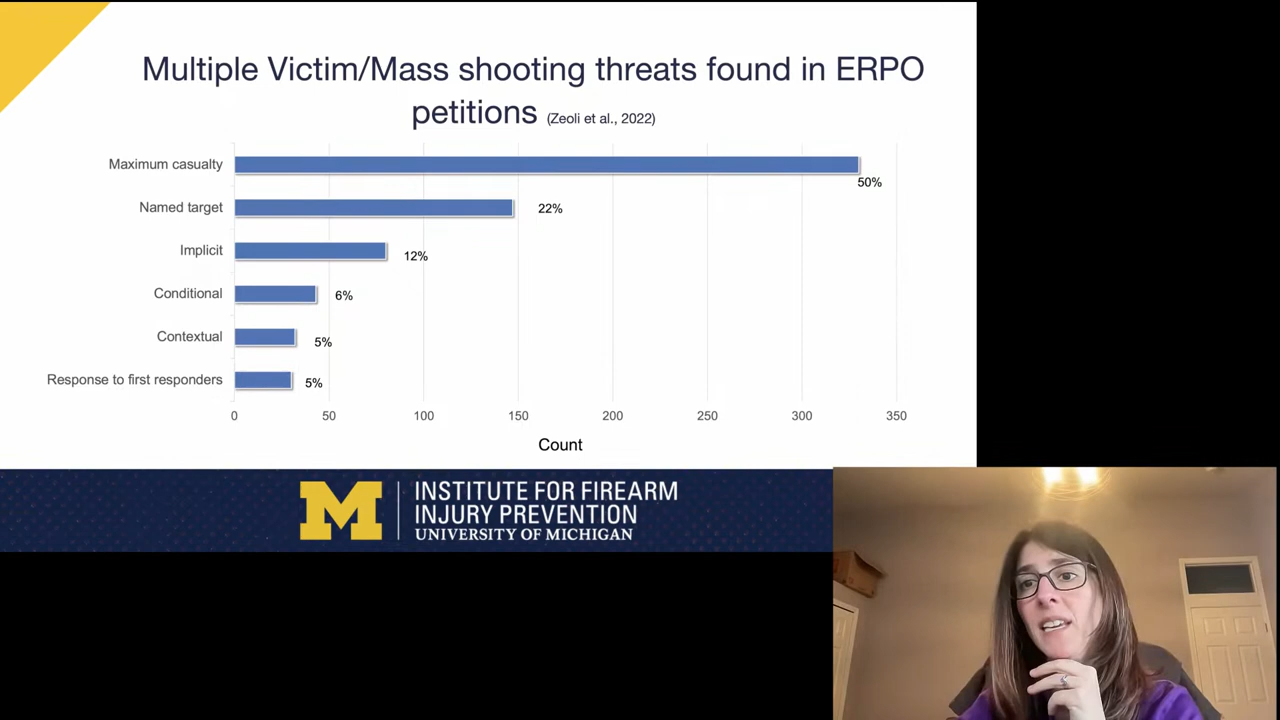 Multiple Victim/Mass shooting threats found in ERPO
petitions (Zeoli et al., 2022)
Maximum casualty
50%
Named target
22%
Implicit
12%
Conditional
6%
Contextual
5%
Response to first responders
5%
0 50 100 150 200 250 300 350
Count
M
INSTITUTE FOR FIREARM
INJURY PREVENTION
UNIVERSITY OF MICHIGAN